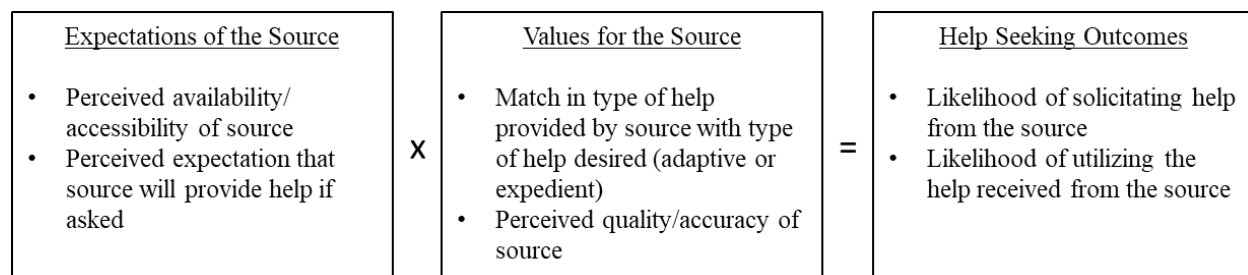 Expectations of the Source
• Perceived availability/
accessibility of source
• Perceived expectation that
source will provide help if
asked
x
Values for the Source
• Match in type of help
provided by source with type
of help desired (adaptive or
expedient)
• Perceived quality/accuracy of
source
=
Help Seeking Outcomes
• Likelihood of solicitating help
from the source
• Likelihood of utilizing the
help received from the source